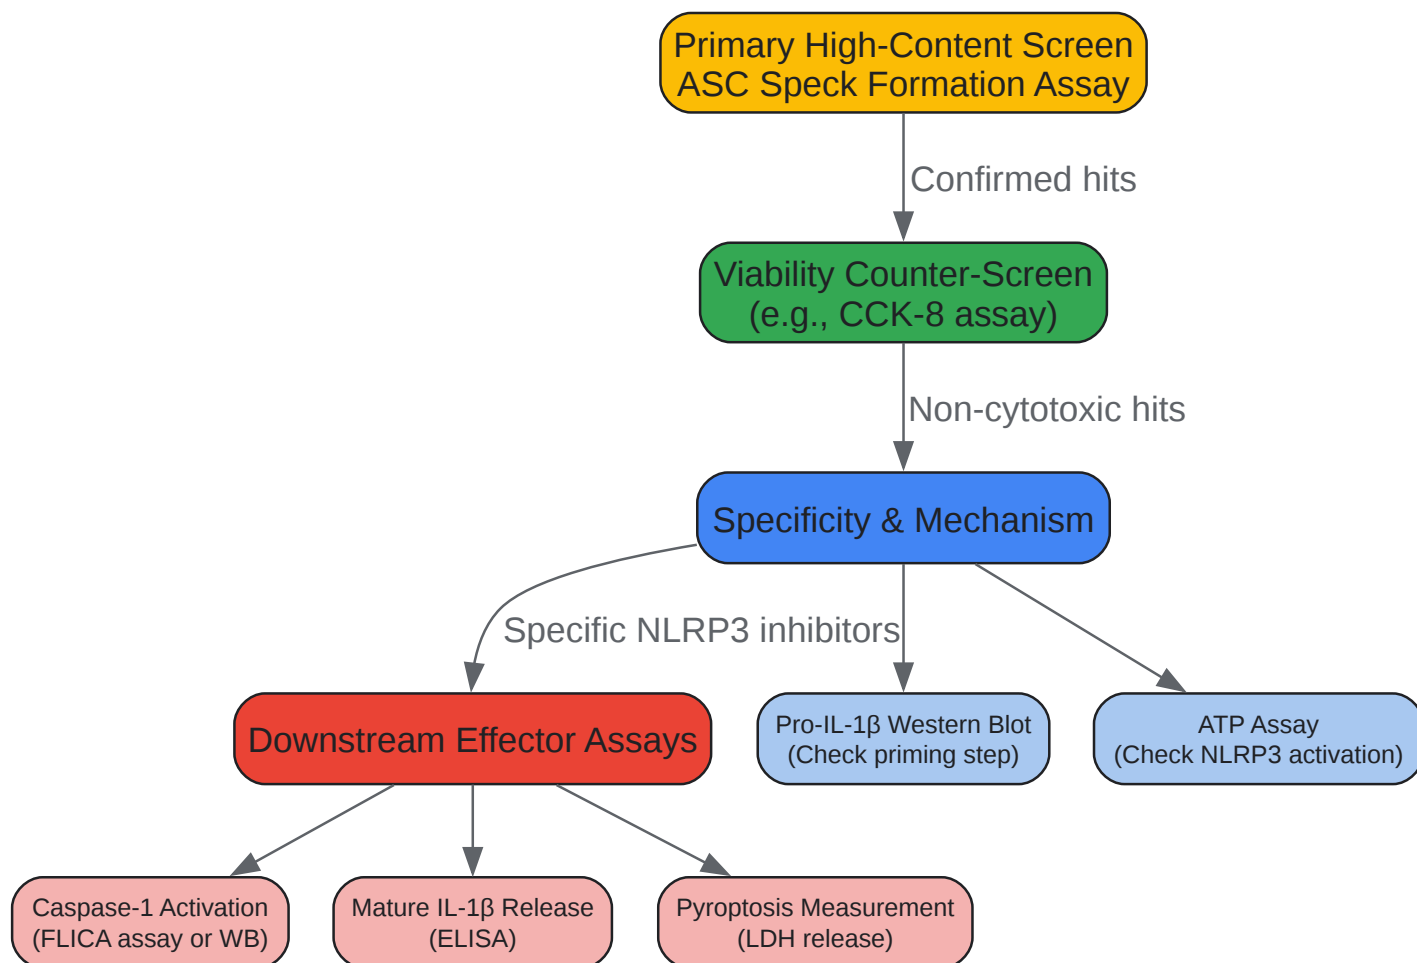 Primary High-Content Screen
ASC Speck Formation Assay
Confirmed hits
Viability Counter-Screen
(e.g., CCK-8 assay)
Non-cytotoxic hits
Specificity & Mechanism
Specific NLRP3 inhibitors
Downstream Effector Assays
Pro-IL-1β Western Blot
(Check priming step)
ATP Assay
(Check NLRP3 activation)
Caspase-1 Activation
(FLICA assay or WB)
Mature IL-1β Release
(ELISA)
Pyroptosis Measurement
(LDH release)